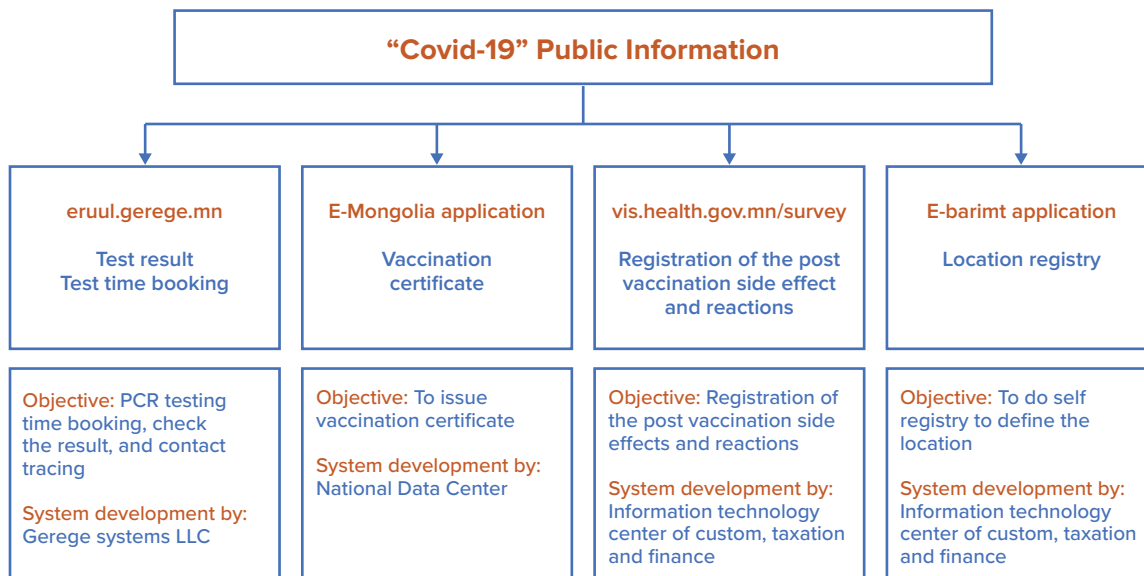 “Covid-19” Public Information
eruul.gerege.mn
Test result
Test time booking
E-Mongolia application
Vaccination
certificate
vis.health.gov.mn/survey
Registration of the post
vaccination side effect
and reactions
E-barimt application
Location registry
Objective: PCR testing
time booking, check
the result, and contact
tracing
System development by:
Gerege systems LLC
Objective: To issue
vaccination certificate
System development by:
National Data Center
Objective: Registration of
the post vaccination side
effects and reactions
System development by:
Information technology
center of custom, taxation
and finance
Objective: To do self
registry to define the
location
System development by:
Information technology
center of custom, taxation
and finance